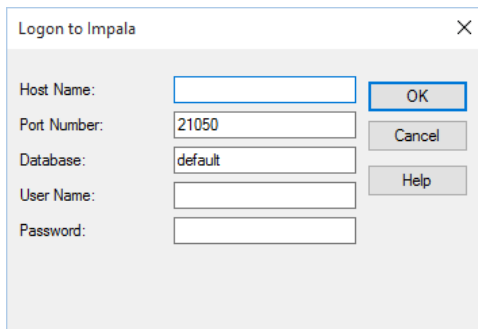 Logon to Impala
Host Name:
OK
Port Number: 21050
Cancel
Database: default
Help
User Name:
Password: